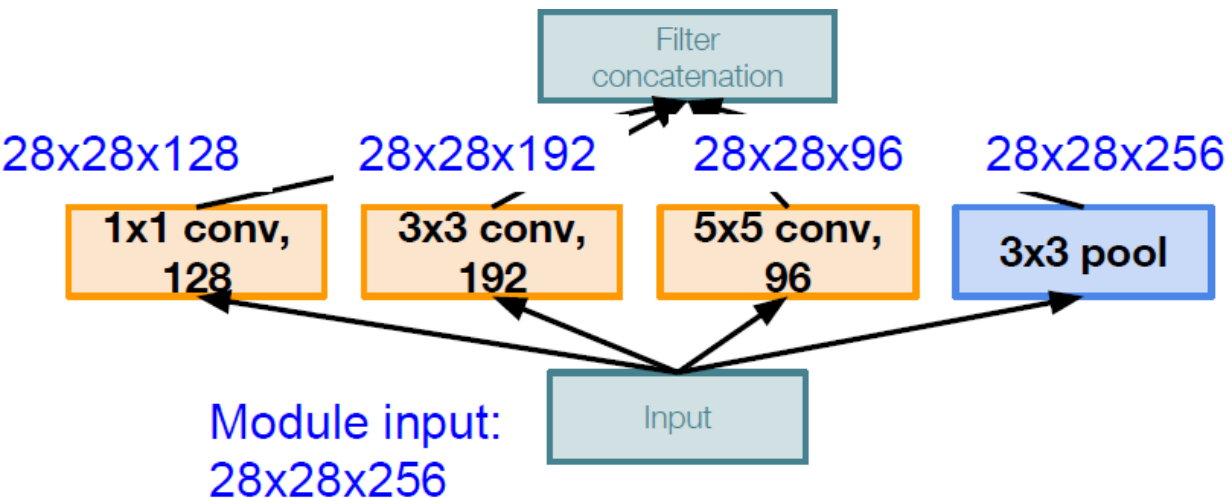 Filter
concatenation
28x28x128
28x28x192
28x28x96
28x28x256
1x1 conv,
128
3x3 conv,
192
5x5 conv,
96
3x3 pool
Input
Module input:
28x28x256